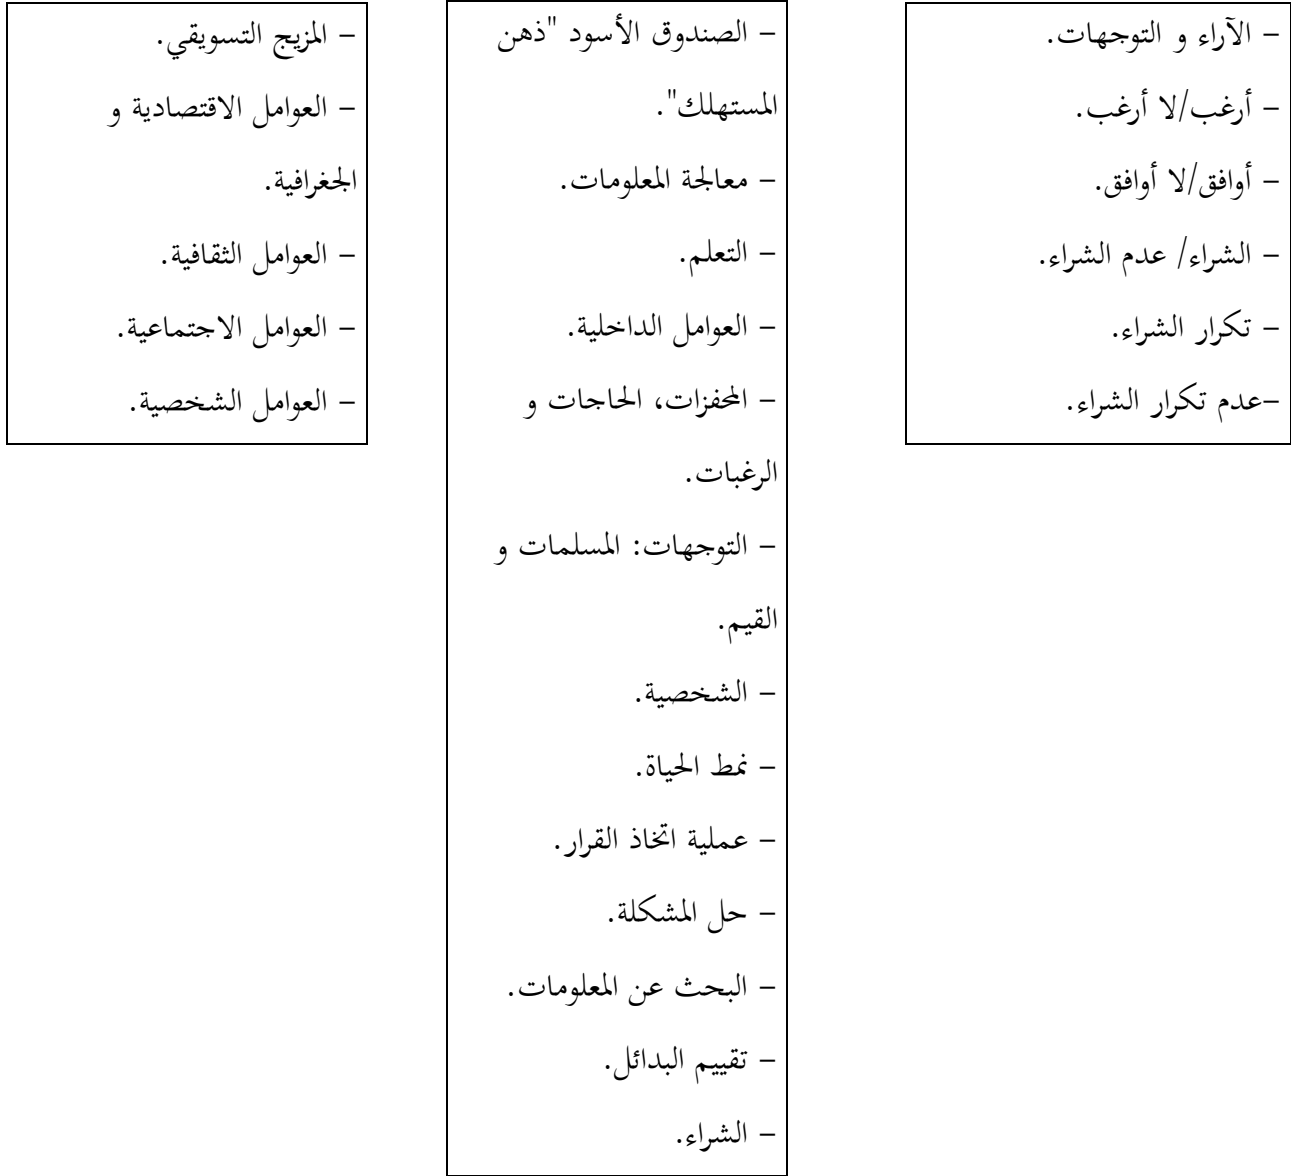 – الآراء و التوجهات.
– أرغب/لا أرغب.
– أوافق/لا أوافق.
– الشراء/ عدم الشراء.
– تكرار الشراء.
–عدم تكرار الشراء.
– الصندوق الأسود "ذهن
المستهلك".
– معالجة المعلومات.
– التعلم.
– العوامل الداخلية.
– المحفزات، الحاجات و
الرغبات.
– التوجهات: المسلمات و
القيم.
– الشخصية.
– نمط الحياة.
– عملية اتخاذ القرار.
– حل المشكلة.
– البحث عن المعلومات.
– تقييم البدائل.
– الشراء.
– المزيج التسويقي.
– العوامل الاقتصادية و
الجغرافية.
– العوامل الثقافية.
– العوامل الاجتماعية.
– العوامل الشخصية.